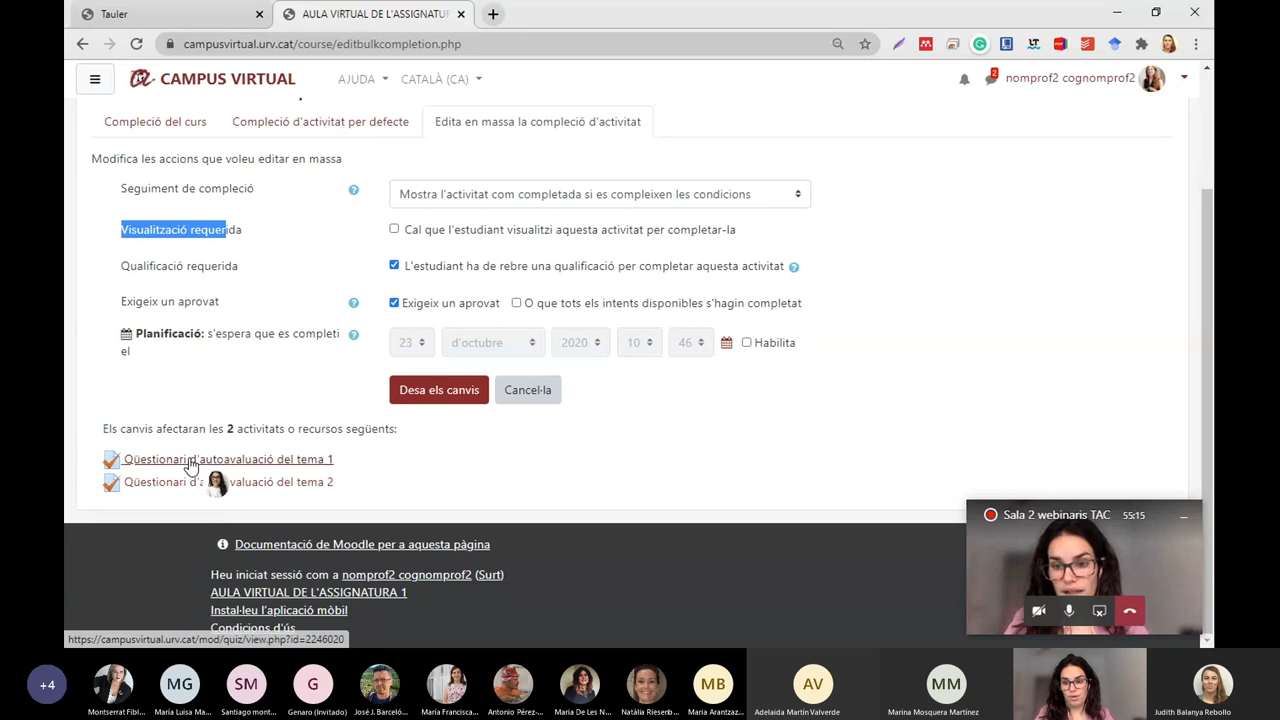 Tauler
AULA VIRTUAL DE L'ASSIGNATUR
campusvirtual.urv.cat/course/editbulkcompletion.php
CAMPUS VIRTUAL
AJUDA
CATALÀ (CA)
2
nomprof2 cognomprof2
Compleció del curs
Compleció d'activitat per defecte
Edita en massa la compleció d'activitat
Modifica les accions que voleu editar en massa
Seguiment de compleció
Mostra l'activitat com completada si es compleixen les condicions
Visualització requerida
Cal que l'estudiant visualitzi aquesta activitat per completar-la
Qualificació requerida
L'estudiant ha de rebre una qualificació per completar aquesta activitat
Exigeix un aprovat
Exigeix un aprovat
O que tots els intents disponibles s'hagin completat
Planificació: s'espera que es completi
el
23
d'octubre
2020
10
46
Habilita
Desa els canvis
Cancel·la
Els canvis afectaran les 2 activitats o recursos següents:
Qüestionari d'autoavaluació del tema 1
Qüestionari d'a valuació del tema 2
Sala 2 webinaris TAC
55:15
Documentació de Moodle per a aquesta pàgina
Heu iniciat sessió com a nomprof2 cognomprof2 (Surt)
AULA VIRTUAL DE L'ASSIGNATURA 1
Instal·leu l'aplicació mòbil
Condicions d'ús
https://campusvirtual.urv.cat/mod/quiz/view.php?id=2246020
+4
MG
SM
G
MB
AV
MM
Montserrat Fibl...
Maria Luisa Ma...
Santiago mont...
Genaro (Invitado)
José J. Barceló...
María Francisca...
Antonio Pérez-...
Maria De Les N...
Natàlia Riesenb...
Maria Arantzaz...
Adelaida Martín Valverde
Marina Mosquera Martínez
Judith Balanya Rebollo